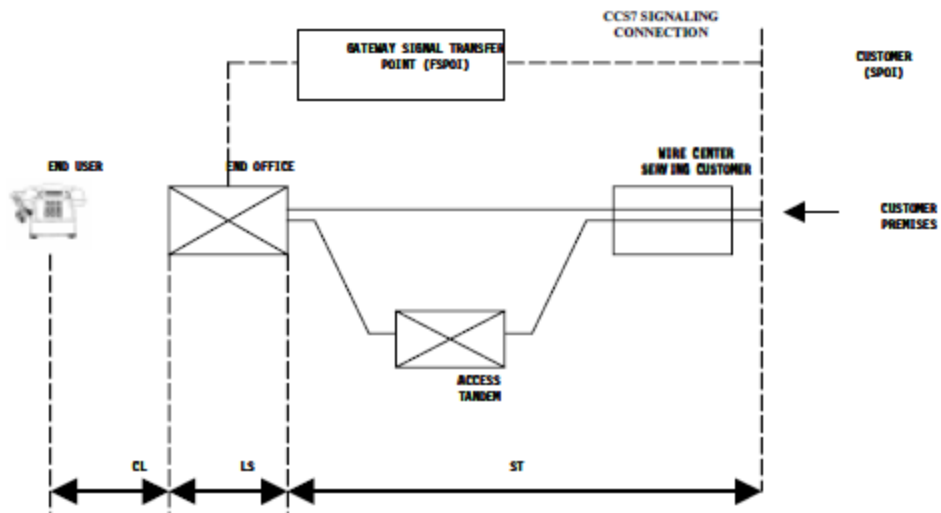 CCS7 SIGNALING
CONNECTION
GATEWAY SIGNAL TRANSFER
POINT (FSPOI)
CUSTOMER
(SPOI)
END USER
END OFFICE
WIRE CENTER
SERVING CUSTOMER
CUSTOMER
PREMISES
ACCESS
TANDEM
CL
LS
ST